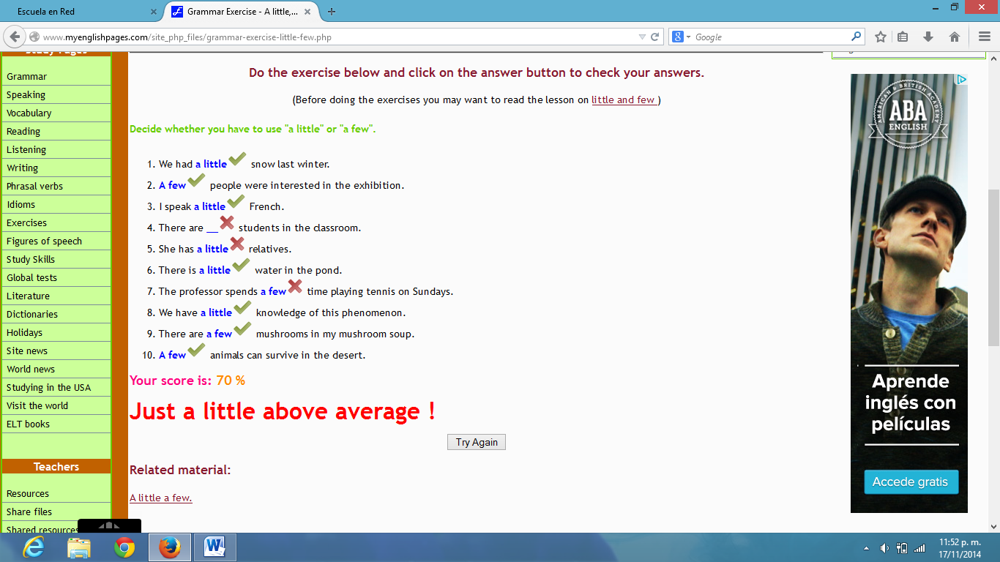 Escuela en Red
Grammar Exercise - A little,...
www.myenglishpages.com/site_php_files/grammar-exercise-little-few.php
Google
Study Pages
Grammar
Speaking
Vocabulary
Reading
Listening
Writing
Phrasal verbs
Idioms
Exercises
Figures of speech
Study Skills
Global tests
Literature
Dictionaries
Holidays
Site news
World news
Studying in the USA
Visit the world
ELT books
Teachers
Resources
Share files
Shared resources
Do the exercise below and click on the answer button to check your answers.
(Before doing the exercises you may want to read the lesson on little and few )
Decide whether you have to use "a little" or "a few".
1. We had a little snow last winter.
2. A few people were interested in the exhibition.
3. I speak a little French.
4. There are __ students in the classroom.
5. She has a little relatives.
6. There is a little water in the pond.
7. The professor spends a few time playing tennis on Sundays.
8. We have a little knowledge of this phenomenon.
9. There are a few mushrooms in my mushroom soup.
10. A few animals can survive in the desert.
Your score is: 70 %
Just a little above average !
Try Again
Related material:
A little a few.
AMERICAN & BRITISH ACADEMY
ABA
ENGLISH
Aprende
inglés con
películas
Accede gratis
11:52 p. m.
17/11/2014